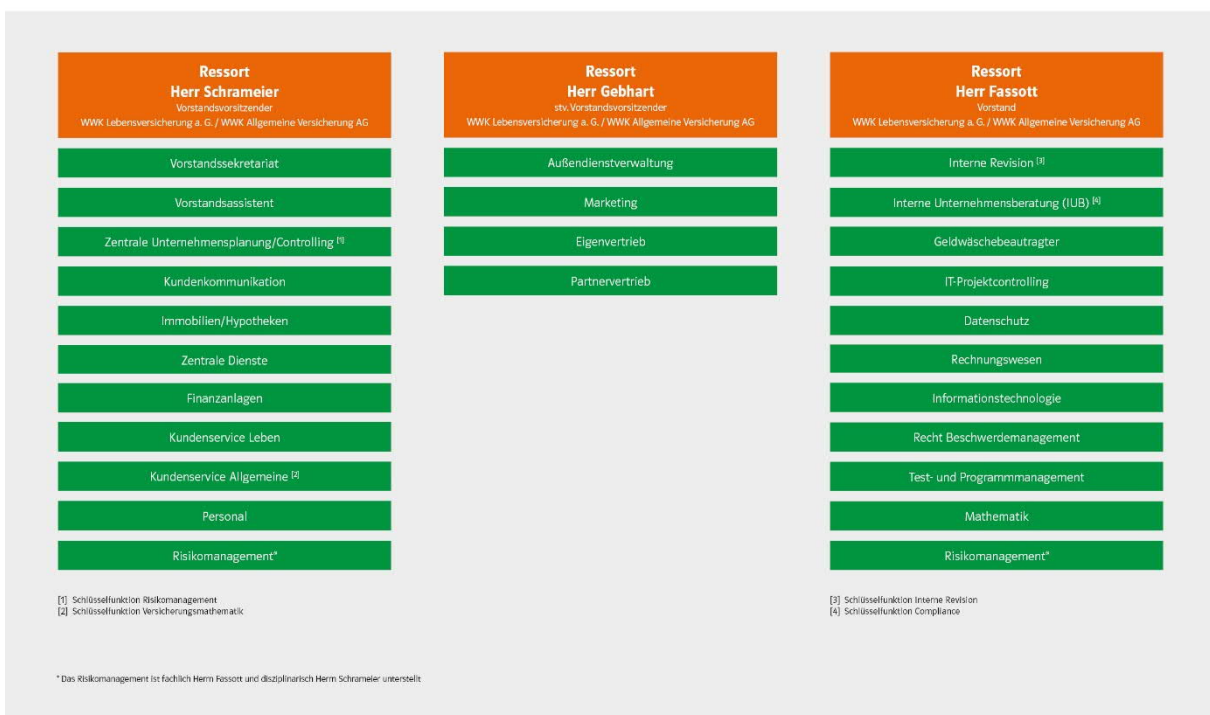 Ressort
Herr Schrameier
Vorstandsvorsitzender
WWK Lebensversicherung a. G. / WWK Allgemeine Versicherung AG
Vorstandssekretariat
Vorstandsassistent
Zentrale Unternehmensplanung/Controlling [1]
Kundenkommunikation
Immobilien/Hypotheken
Zentrale Dienste
Finanzanlagen
Kundenservice Leben
Kundenservice Allgemeine [2]
Personal
Risikomanagement*
[1] Schlüsselfunktion Risikomanagement
[2] Schlüsselfunktion Versicherungsmathematik
Ressort
Herr Gebhart
stv. Vorstandsvorsitzender
WWK Lebensversicherung a. G. / WWK Allgemeine Versicherung AG
Außendienstverwaltung
Marketing
Eigenvertrieb
Partnervertrieb
Ressort
Herr Fassott
Vorstand
WWK Lebensversicherung a. G. / WWK Allgemeine Versicherung AG
Interne Revision [3]
Interne Unternehmensberatung (IUB) [4]
Geldwäschebeautragter
IT-Projektcontrolling
Datenschutz
Rechnungswesen
Informationstechnologie
Recht Beschwerdemanagement
Test- und Programmmanagement
Mathematik
Risikomanagement*
[3] Schlüsselfunktion Interne Revision
[4] Schlüsselfunktion Compliance
* Das Risikomanagement ist fachlich Herrn Fassott und disziplinarisch Herrn Schrameier unterstellt